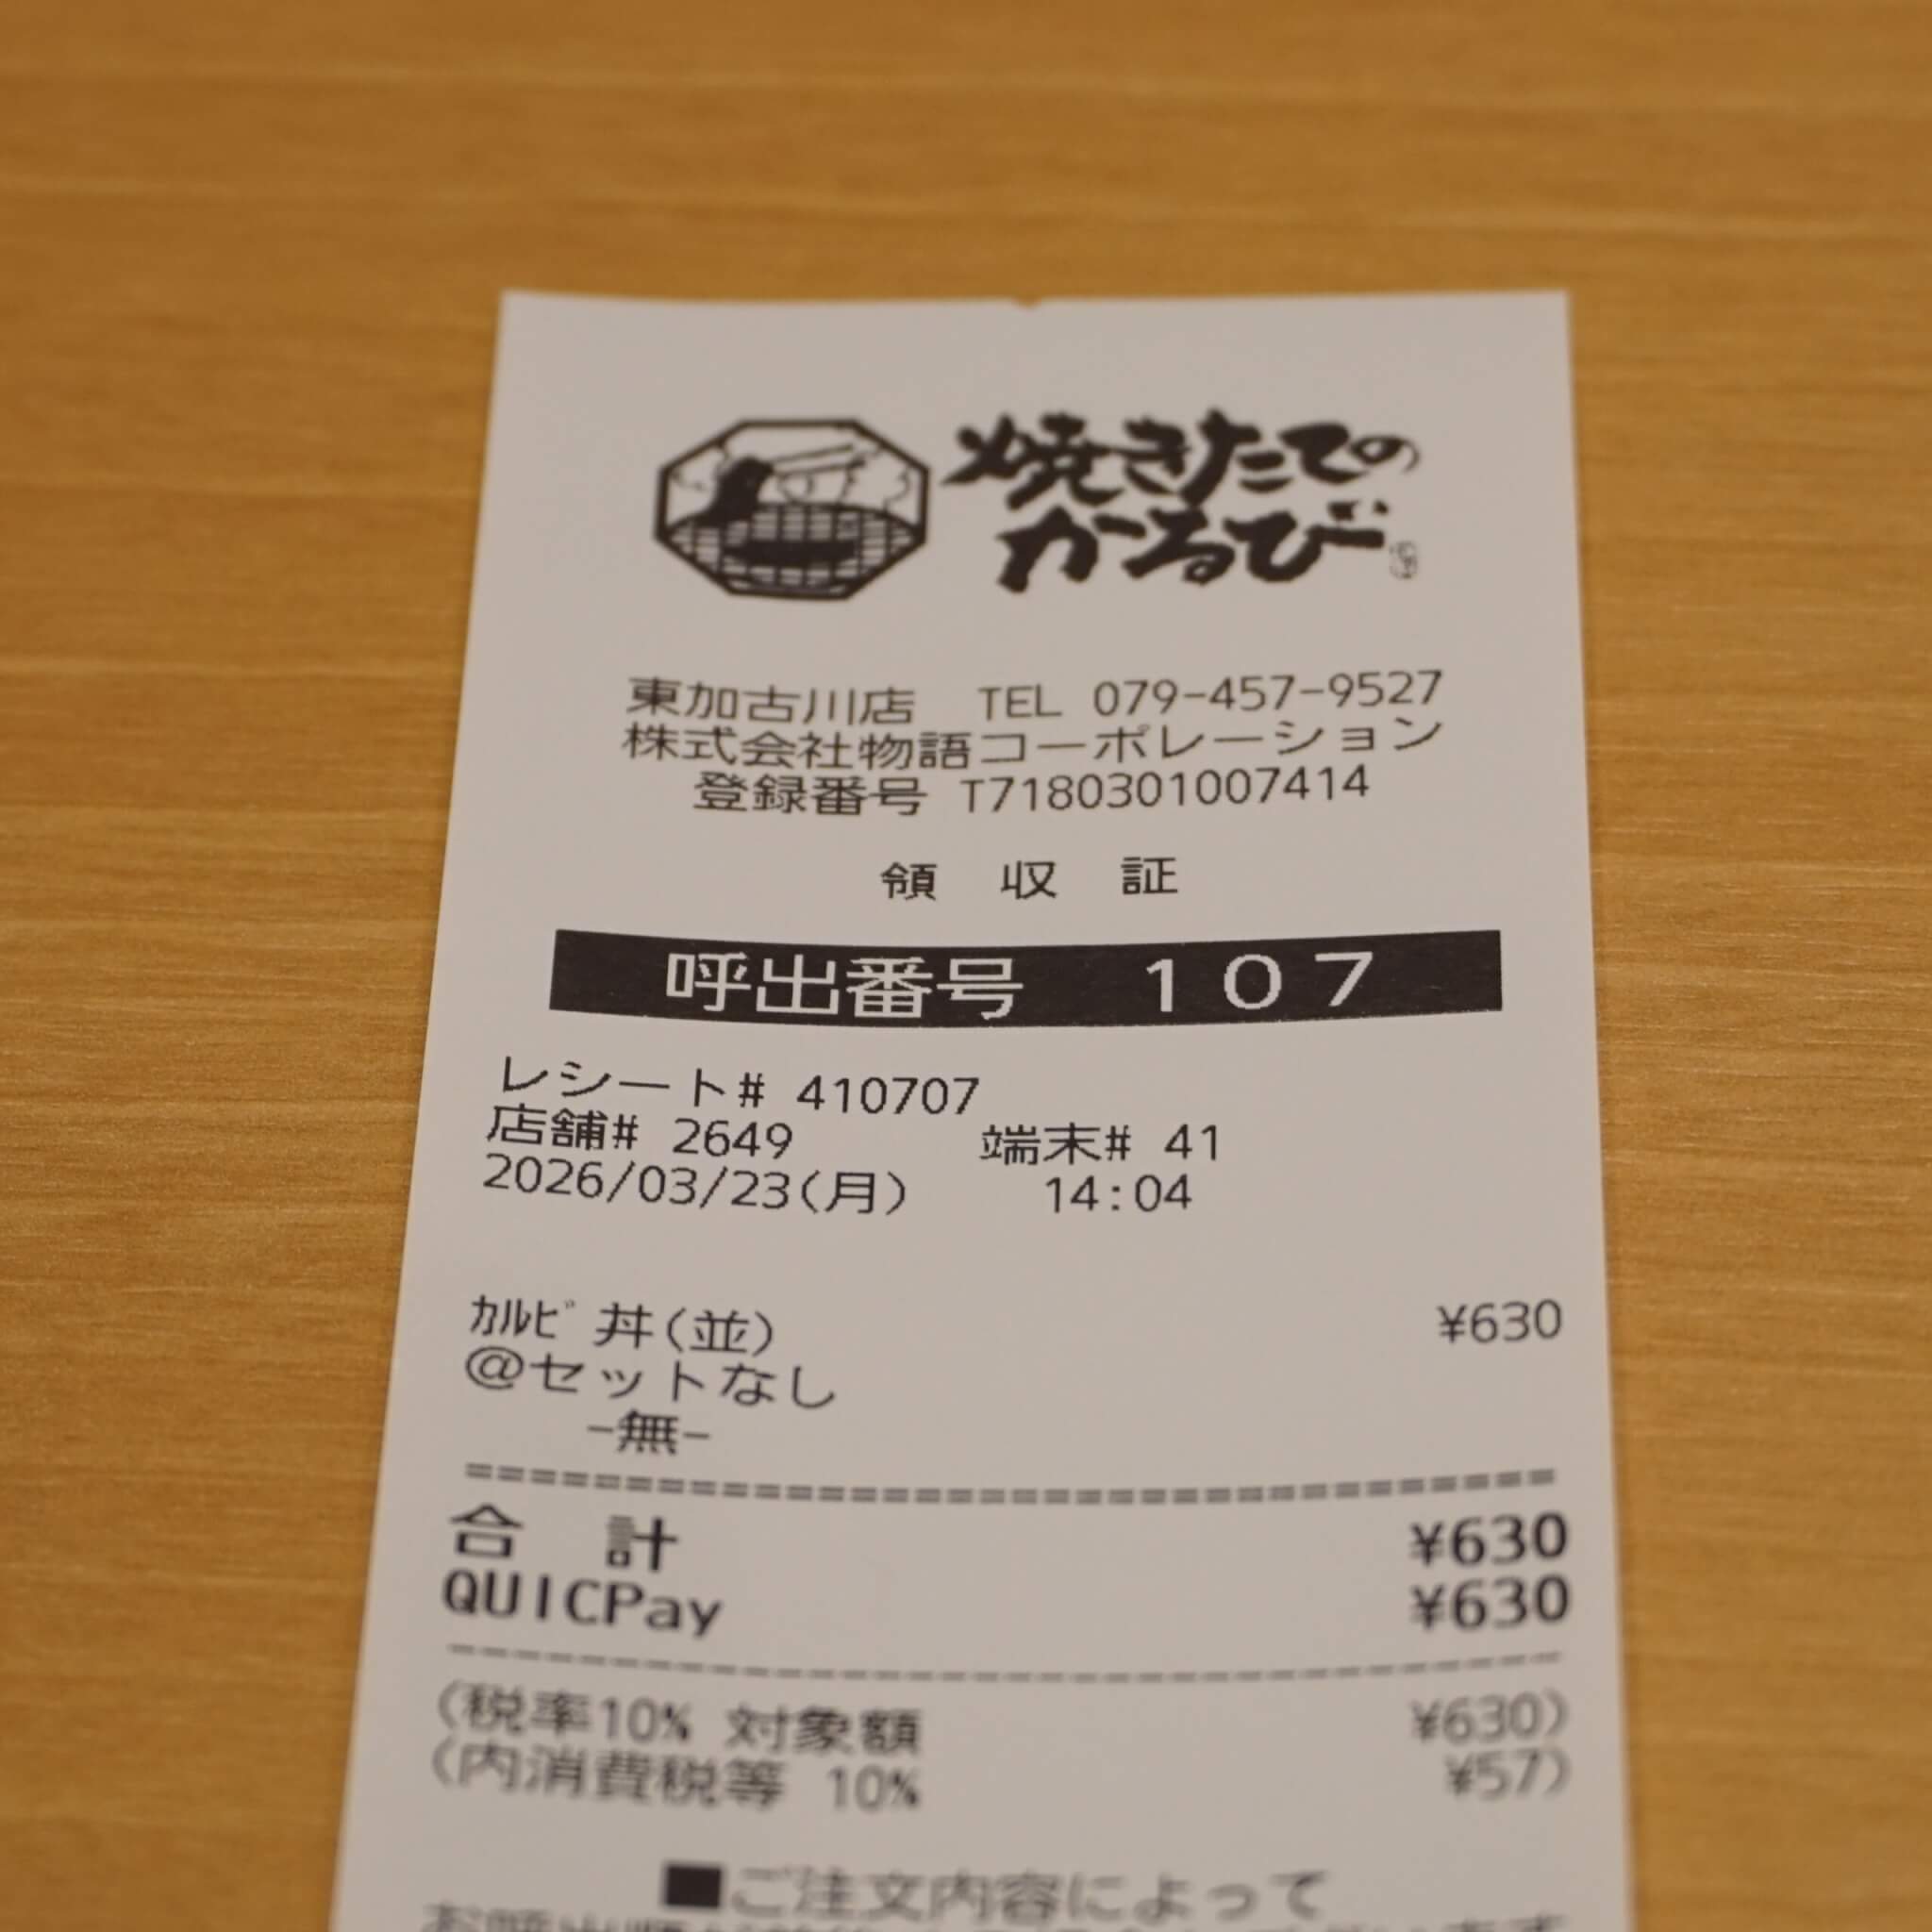 焼きたての
かるびー
東加古川店 TEL 079-457-9527
株式会社物語コーポレーション
登録番号 T7180301007414
領 収 証
呼出番号 107
レシート# 410707
店舗# 2649 端末# 41
2026/03/23(月) 14:04
ｶﾙﾋﾞ丼(並) ¥630
@セットなし
-無-
合 計 ¥630
QUICPay ¥630
(税率10% 対象額 ¥630)
(内消費税等 10% ¥57)
■ご注文内容によって